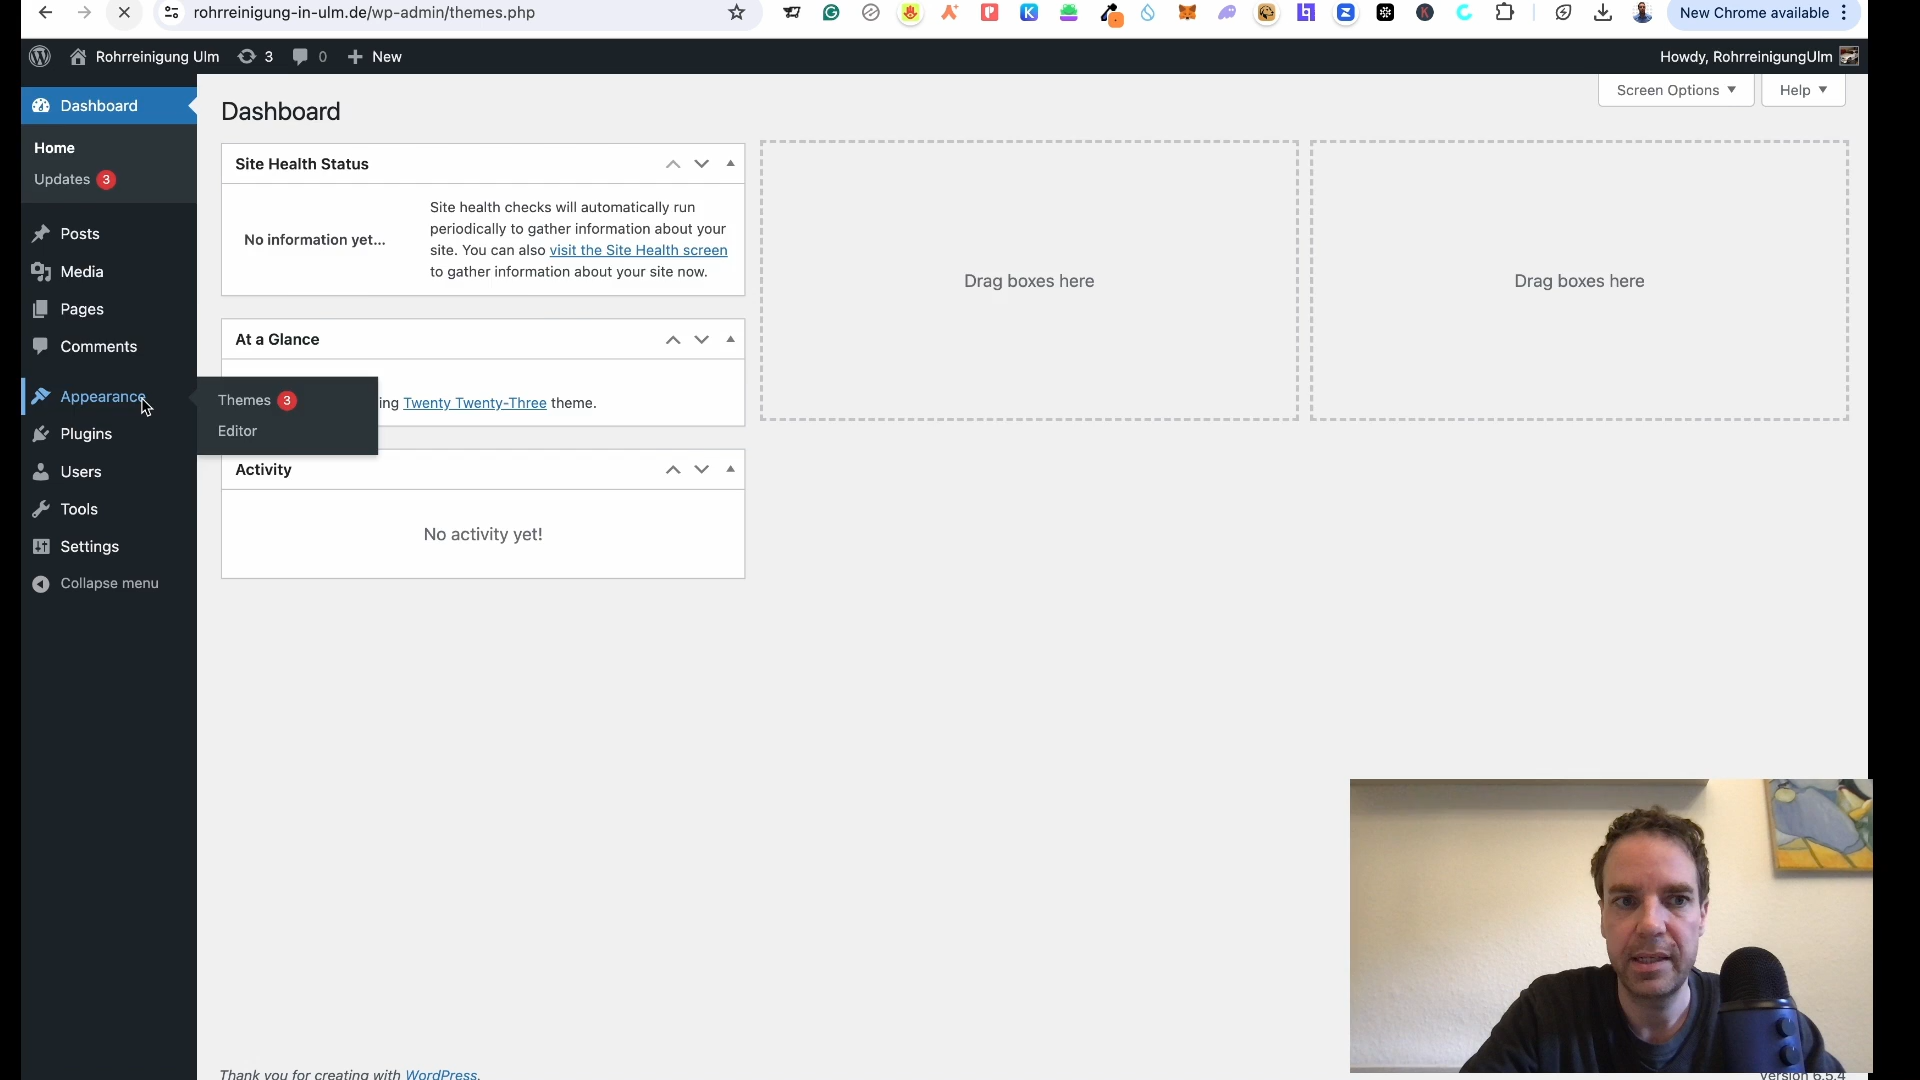 rohrreinigung-in-ulm.de/wp-admin/themes.php
New Chrome available
Rohrreinigung Ulm
3
0
New
Howdy, RohrreinigungUlm
Dashboard
Home
Updates 3
Posts
Media
Pages
Comments
Appearance
Themes 3
Editor
Plugins
Users
Tools
Settings
Collapse menu
Dashboard
Screen Options
Help
Site Health Status
No information yet...
Site health checks will automatically run
periodically to gather information about your
site. You can also visit the Site Health screen
to gather information about your site now.
At a Glance
ing Twenty Twenty-Three theme.
Activity
No activity yet!
Drag boxes here
Drag boxes here
Thank you for creating with WordPress.
Version 6.5.4